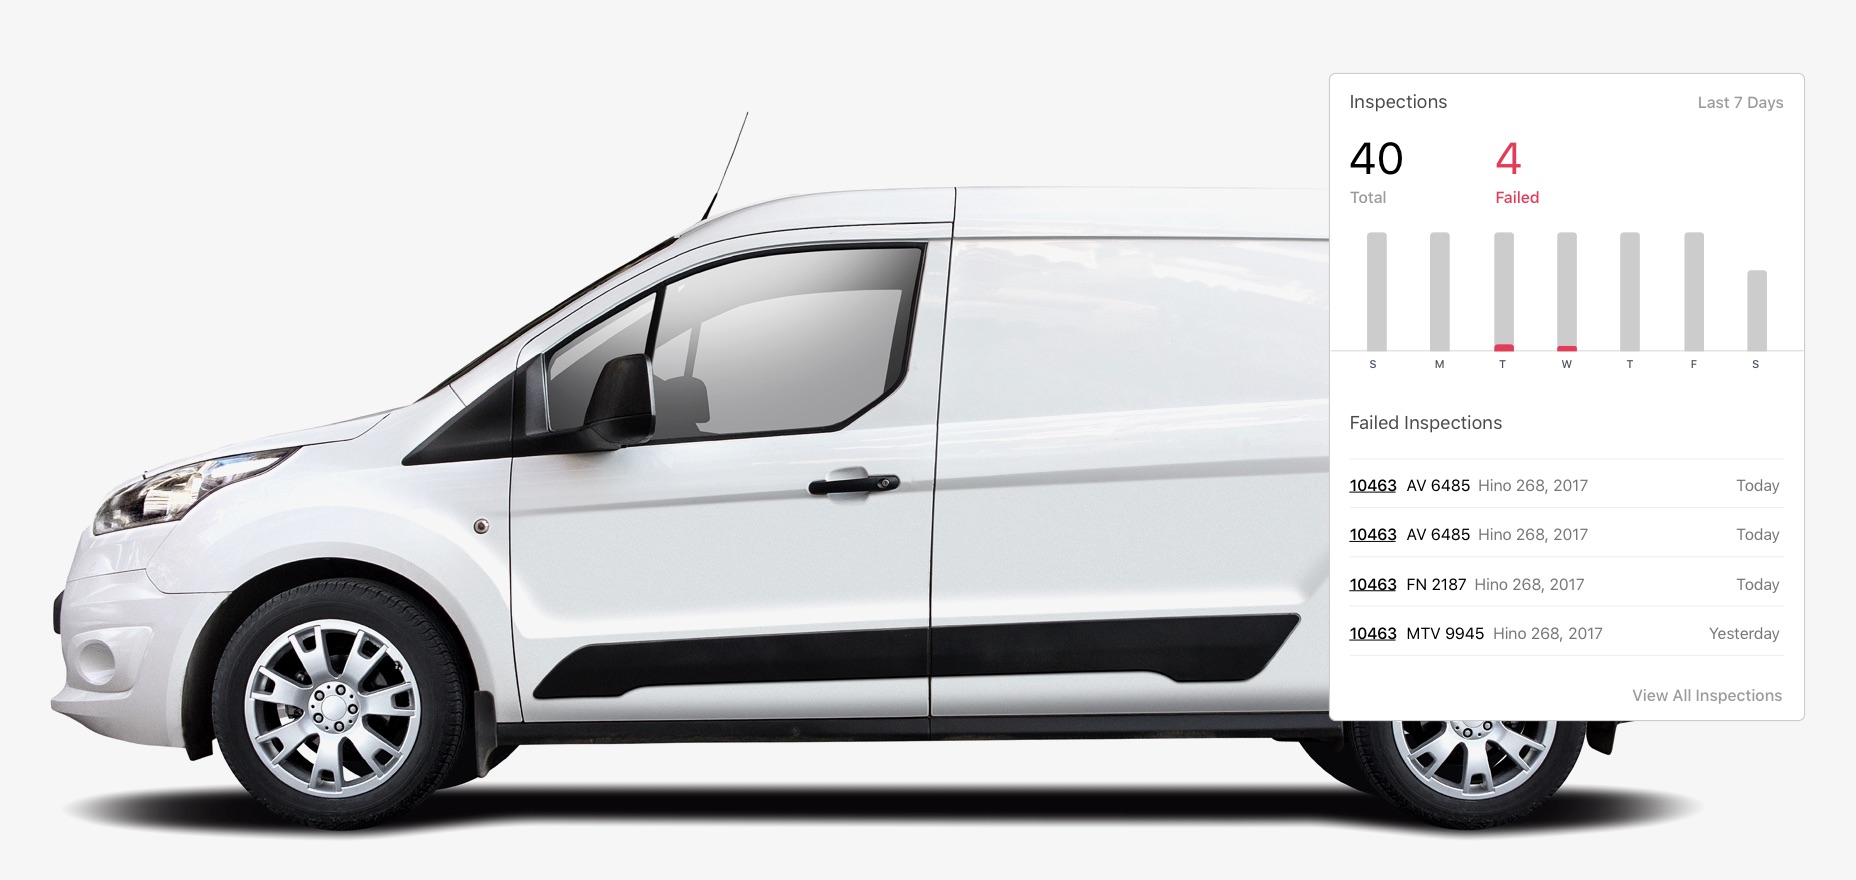 Inspections Last 7 Days
40 4
Total Failed
S M T W T F S
Failed Inspections
10463 AV 6485 Hino 268, 2017 Today
10463 AV 6485 Hino 268, 2017 Today
10463 FN 2187 Hino 268, 2017 Today
10463 MTV 9945 Hino 268, 2017 Yesterday
View All Inspections